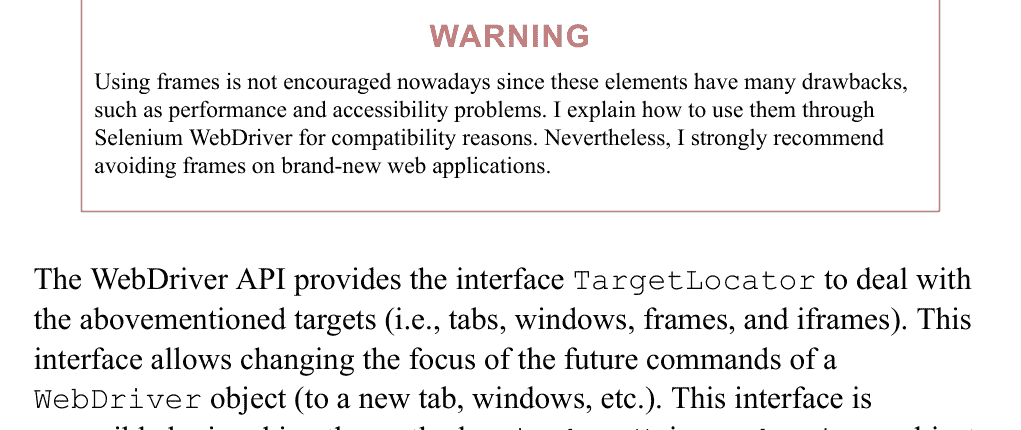 WARNING
Using frames is not encouraged nowadays since these elements have many drawbacks,
such as performance and accessibility problems. I explain how to use them through
Selenium WebDriver for compatibility reasons. Nevertheless, I strongly recommend
avoiding frames on brand-new web applications.
The WebDriver API provides the interface TargetLocator to deal with
the abovementioned targets (i.e., tabs, windows, frames, and iframes). This
interface allows changing the focus of the future commands of a
WebDriver object (to a new tab, windows, etc.). This interface is